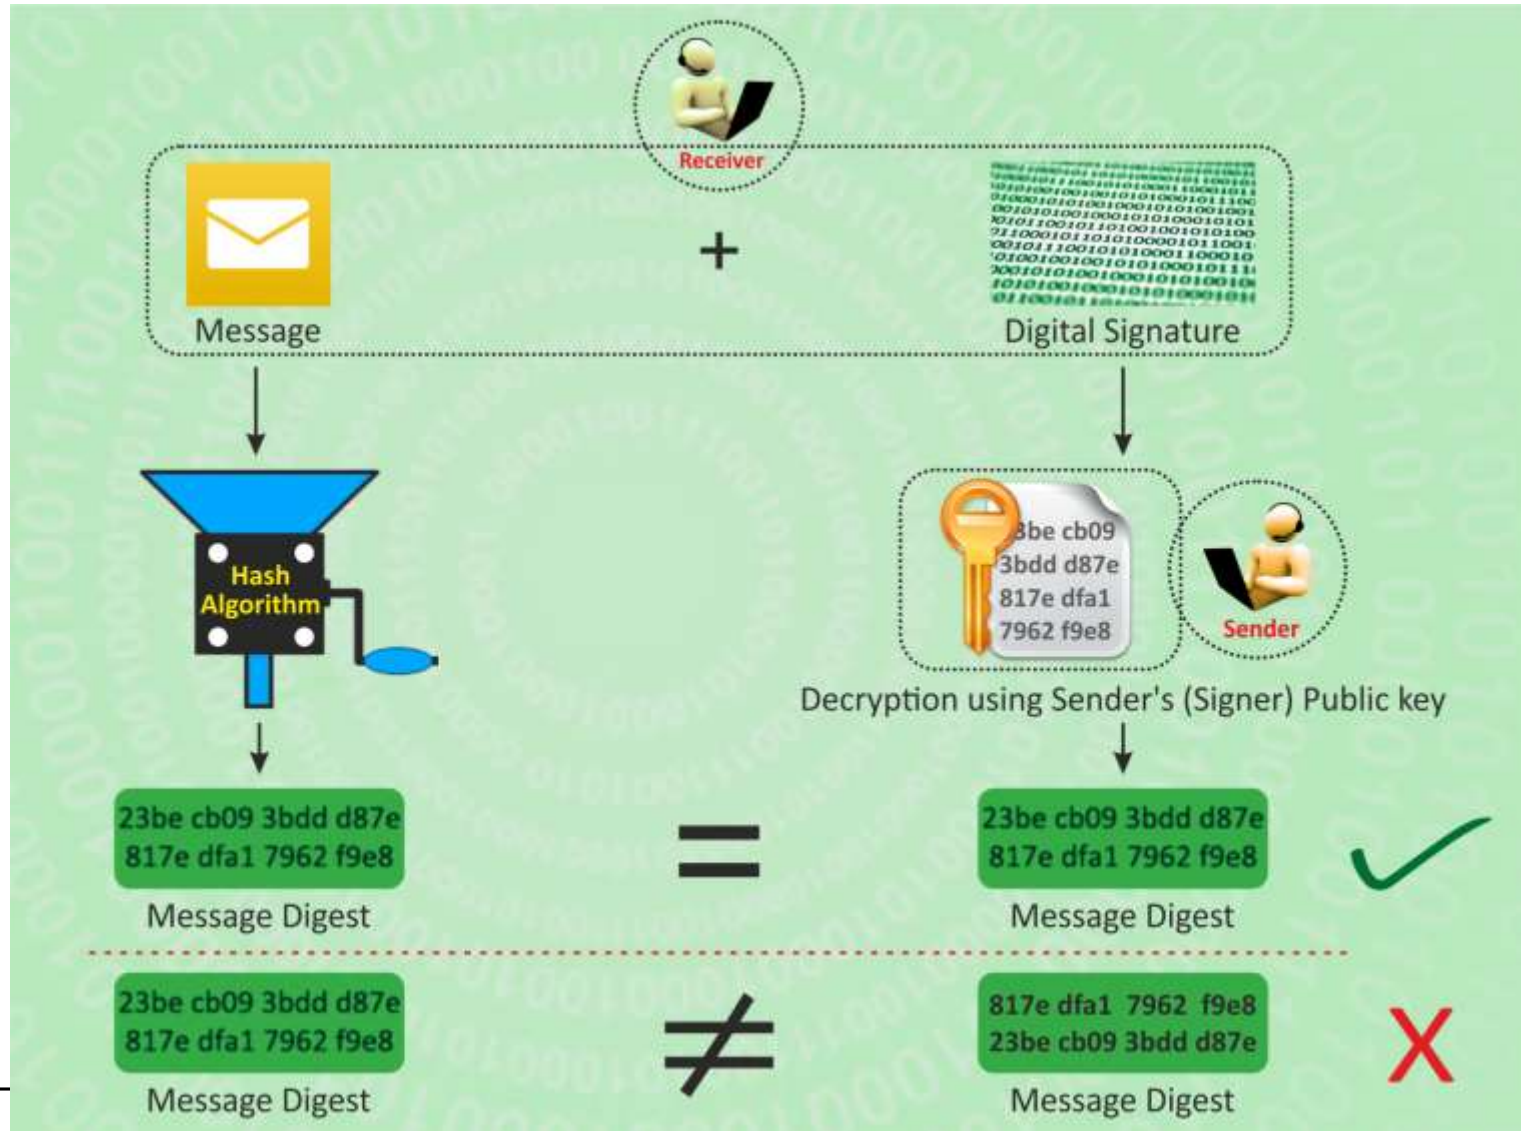 Receiver
Message
+
Digital Signature
Hash
Algorithm
3be cb09
3bdd d87e
817e dfa1
7962 f9e8
Sender
Decryption using Sender's (Signer) Public key
23be cb09 3bdd d87e
817e dfa1 7962 f9e8
Message Digest
=
23be cb09 3bdd d87e
817e dfa1 7962 f9e8
Message Digest
23be cb09 3bdd d87e
817e dfa1 7962 f9e8
Message Digest
≠
817e dfa1 7962 f9e8
23be cb09 3bdd d87e
Message Digest
X